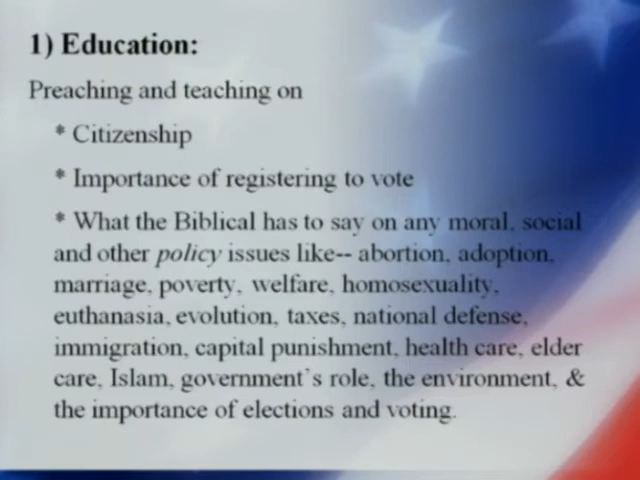 1) Education:
Preaching and teaching on
* Citizenship
* Importance of registering to vote
* What the Biblical has to say on any moral, social
and other policy issues like-- abortion, adoption,
marriage, poverty, welfare, homosexuality,
euthanasia, evolution, taxes, national defense,
immigration, capital punishment, health care, elder
care, Islam, government`s role, the environment, &
the importance of elections and voting.